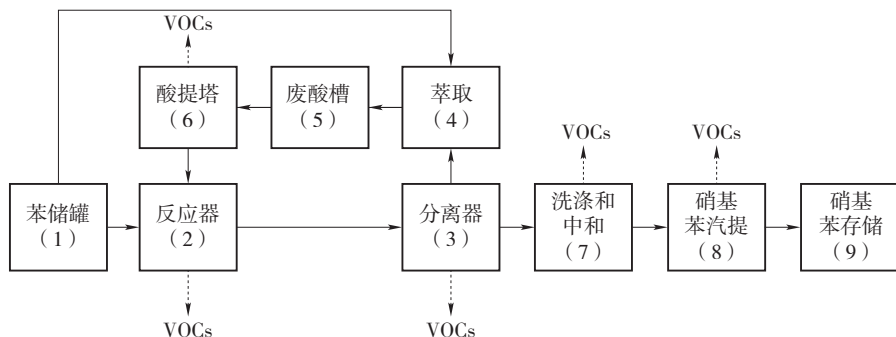 VOCs
酸提塔
（6）
废酸槽
（5）
萃取
（4）
VOCs
VOCs
苯储罐
（1）
反应器
（2）
分离器
（3）
洗涤和
中和
（7）
硝基
苯汽提
（8）
硝基
苯存储
（9）
VOCs
VOCs